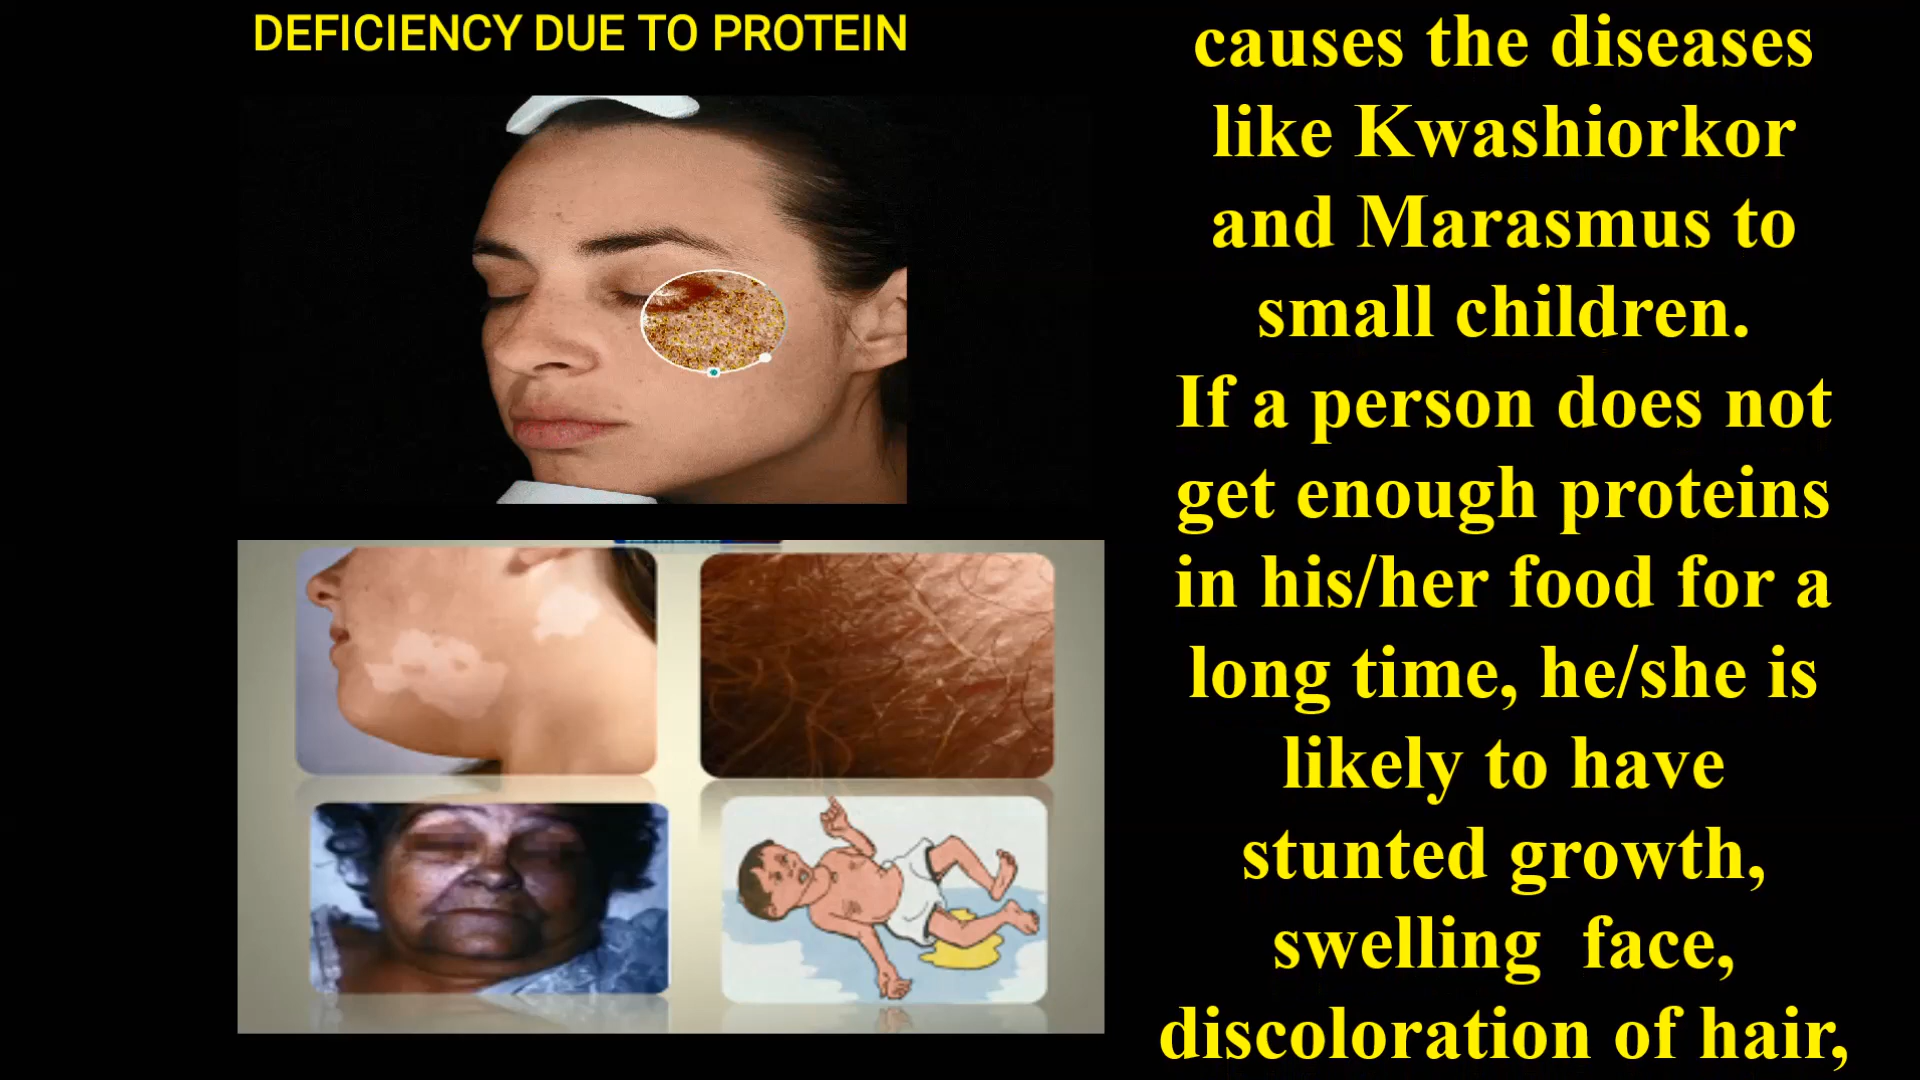 DEFICIENCY DUE TO PROTEIN
causes the diseases
like Kwashiorkor
and Marasmus to
small children.
If a person does not
get enough proteins
in his/her food for a
long time, he/she is
likely to have
stunted growth,
swelling  face,
discoloration of hair,